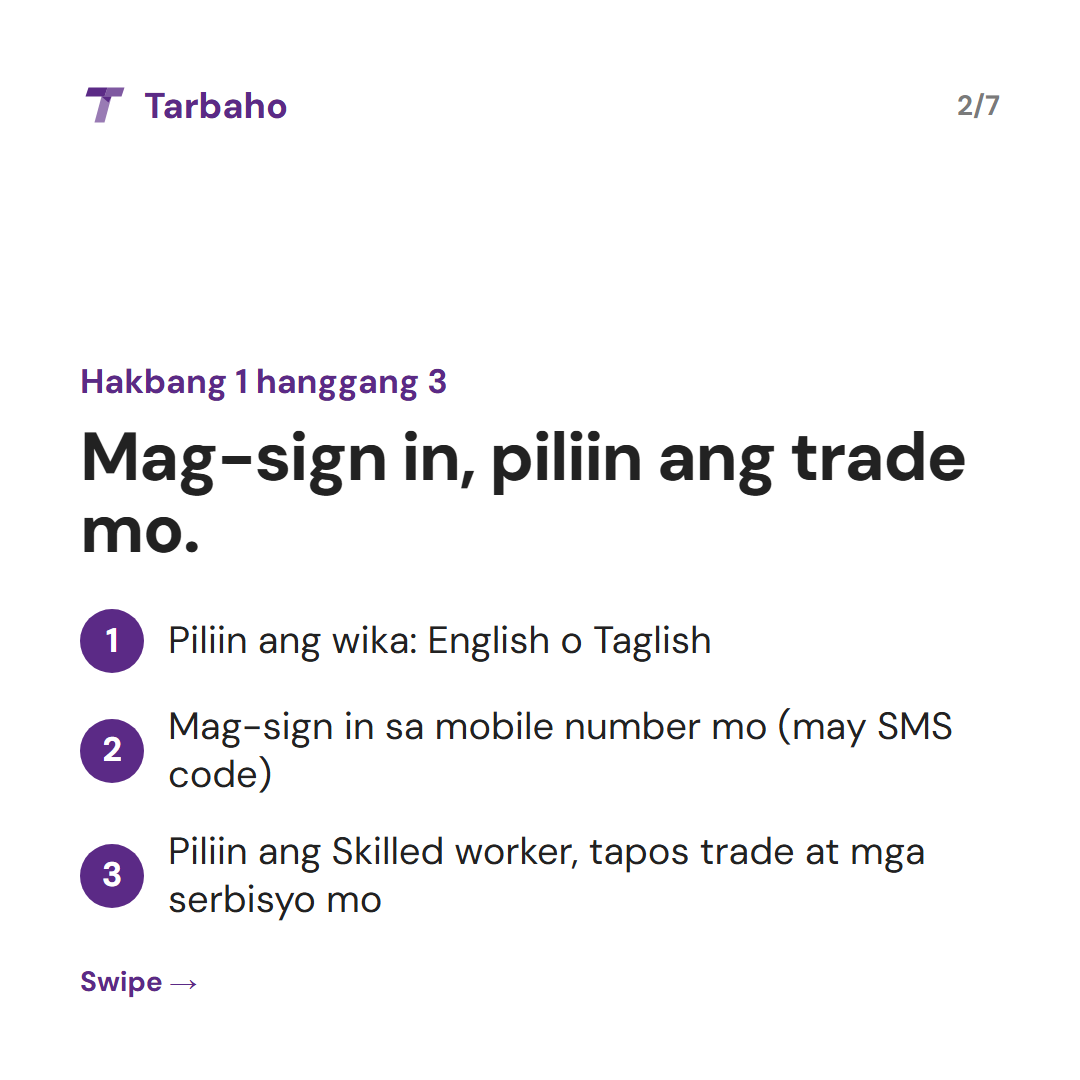 Tarbaho
2/7
Hakbang 1 hanggang 3
Mag-sign in, piliin ang trade
mo.
1 Piliin ang wika: English o Taglish
2 Mag-sign in sa mobile number mo (may SMS
code)
3 Piliin ang Skilled worker, tapos trade at mga
serbisyo mo
Swipe →